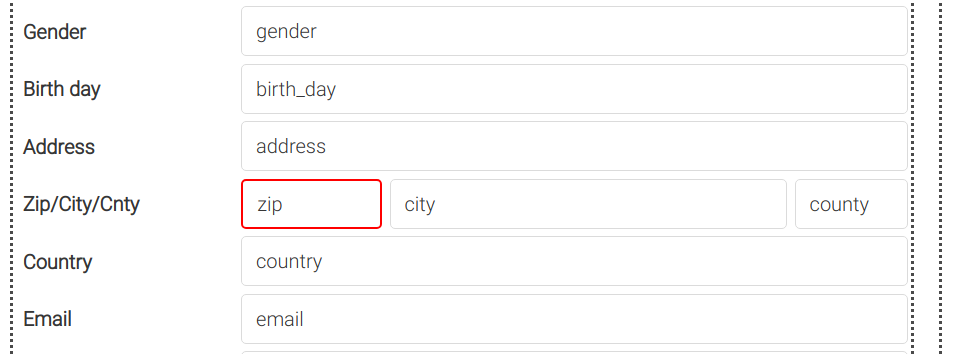 Gender gender
Birth day birth_day
Address address
Zip/City/Cnty zip city county
Country country
Email email